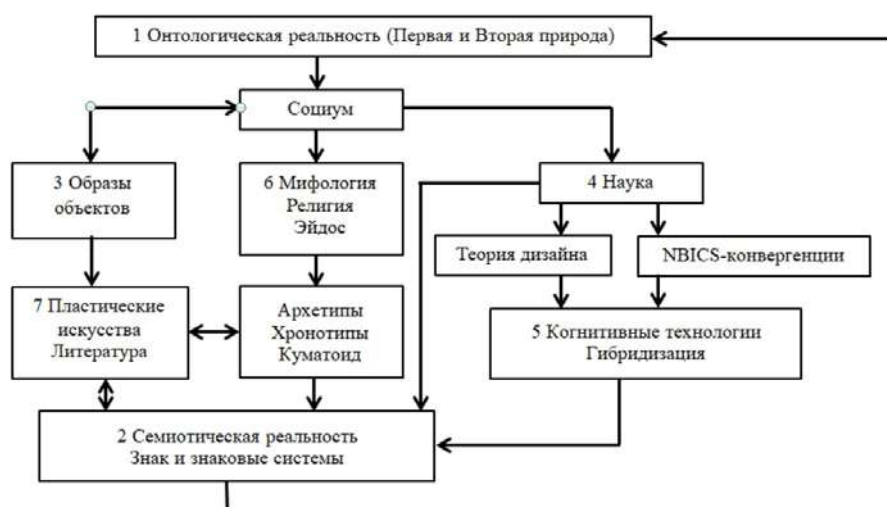 1 Онтологическая реальность (Первая и Вторая природа)
Социум
3 Образы
объектов
6 Мифология
Религия
Эйдос
4 Наука
Теория дизайна
NBICS-конвергенции
7 Пластические
искусства
Литература
Архетипы
Хронотипы
Куматоид
5 Когнитивные технологии
Гибридизация
2 Семиотическая реальность
Знак и знаковые системы